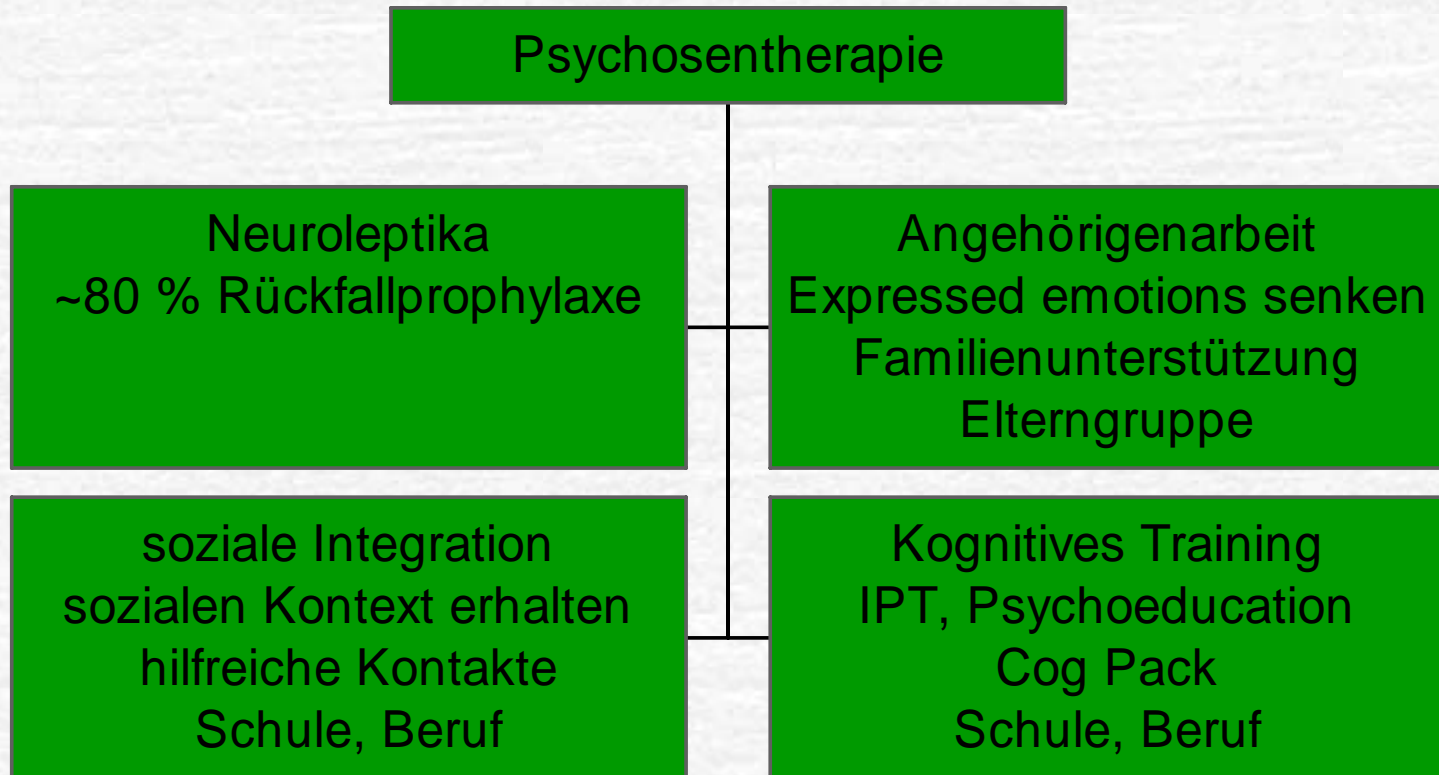 Psychosentherapie
Neuroleptika
~80 % Rückfallprophylaxe
Angehörigenarbeit
Expressed emotions senken
Familienunterstützung
Elterngruppe
soziale Integration
sozialen Kontext erhalten
hilfreiche Kontakte
Schule, Beruf
Kognitives Training
IPT, Psychoeducation
Cog Pack
Schule, Beruf